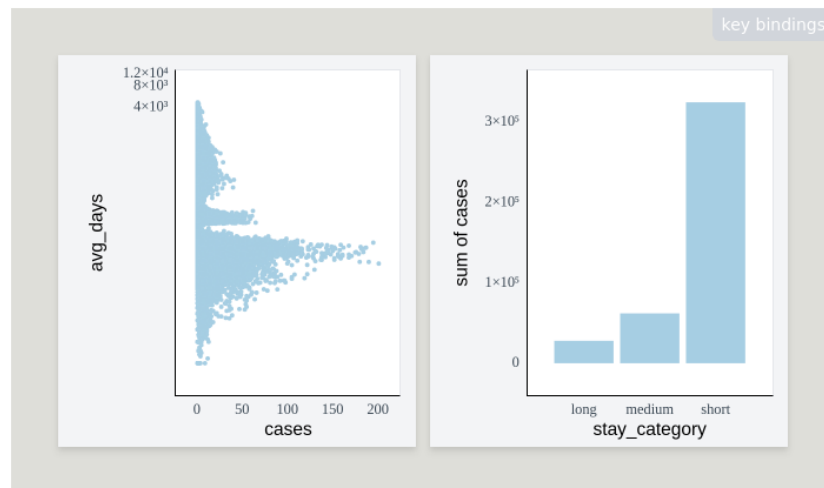 key bindings
1.2×10⁴
8×10³
4×10³
avg_days
0 50 100 150 200
cases
3×10⁵
2×10⁵
1×10⁵
0
sum of cases
long medium short
stay_category